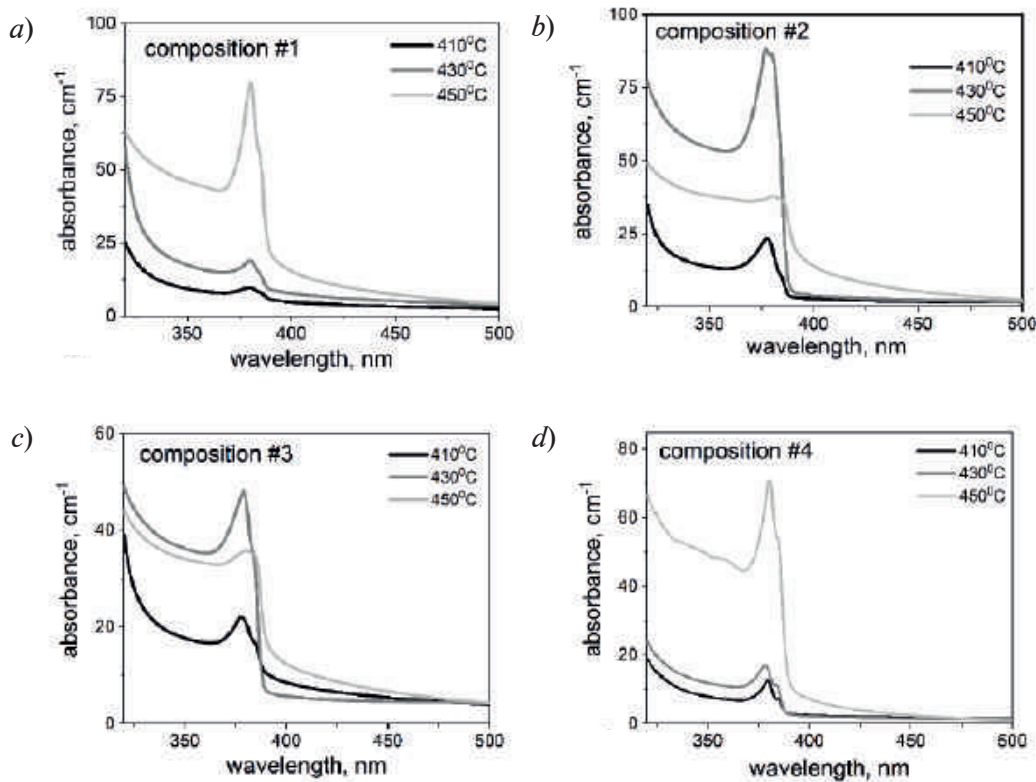 a)
composition #1
410⁰C
430⁰C
450⁰C
100
75
50
25
0
absorbance, cm⁻¹
350
400
450
500
wavelength, nm
b)
composition #2
410⁰C
430⁰C
450⁰C
100
75
50
25
0
absorbance, cm⁻¹
350
400
450
500
wavelength, nm
c)
composition #3
410⁰C
430⁰C
450⁰C
60
40
20
0
absorbance, cm⁻¹
350
400
450
500
wavelength, nm
d)
composition #4
410⁰C
430⁰C
450⁰C
80
60
40
20
0
absorbance, cm⁻¹
350
400
450
500
wavelength, nm